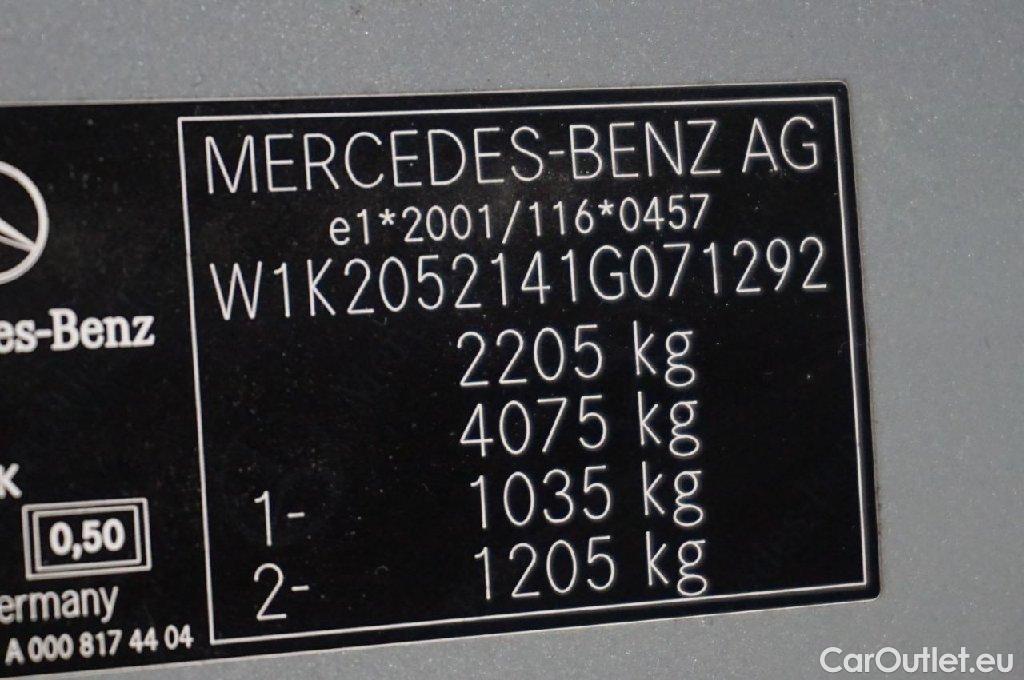 MERCEDES-BENZ AG
e1*2001/116*0457
W1K2052141G071292
2205 kg
4075 kg
1- 1035 kg
2- 1205 kg
es-Benz
K
0,50
ermany
A 000 817 44 04
CarOutlet.eu